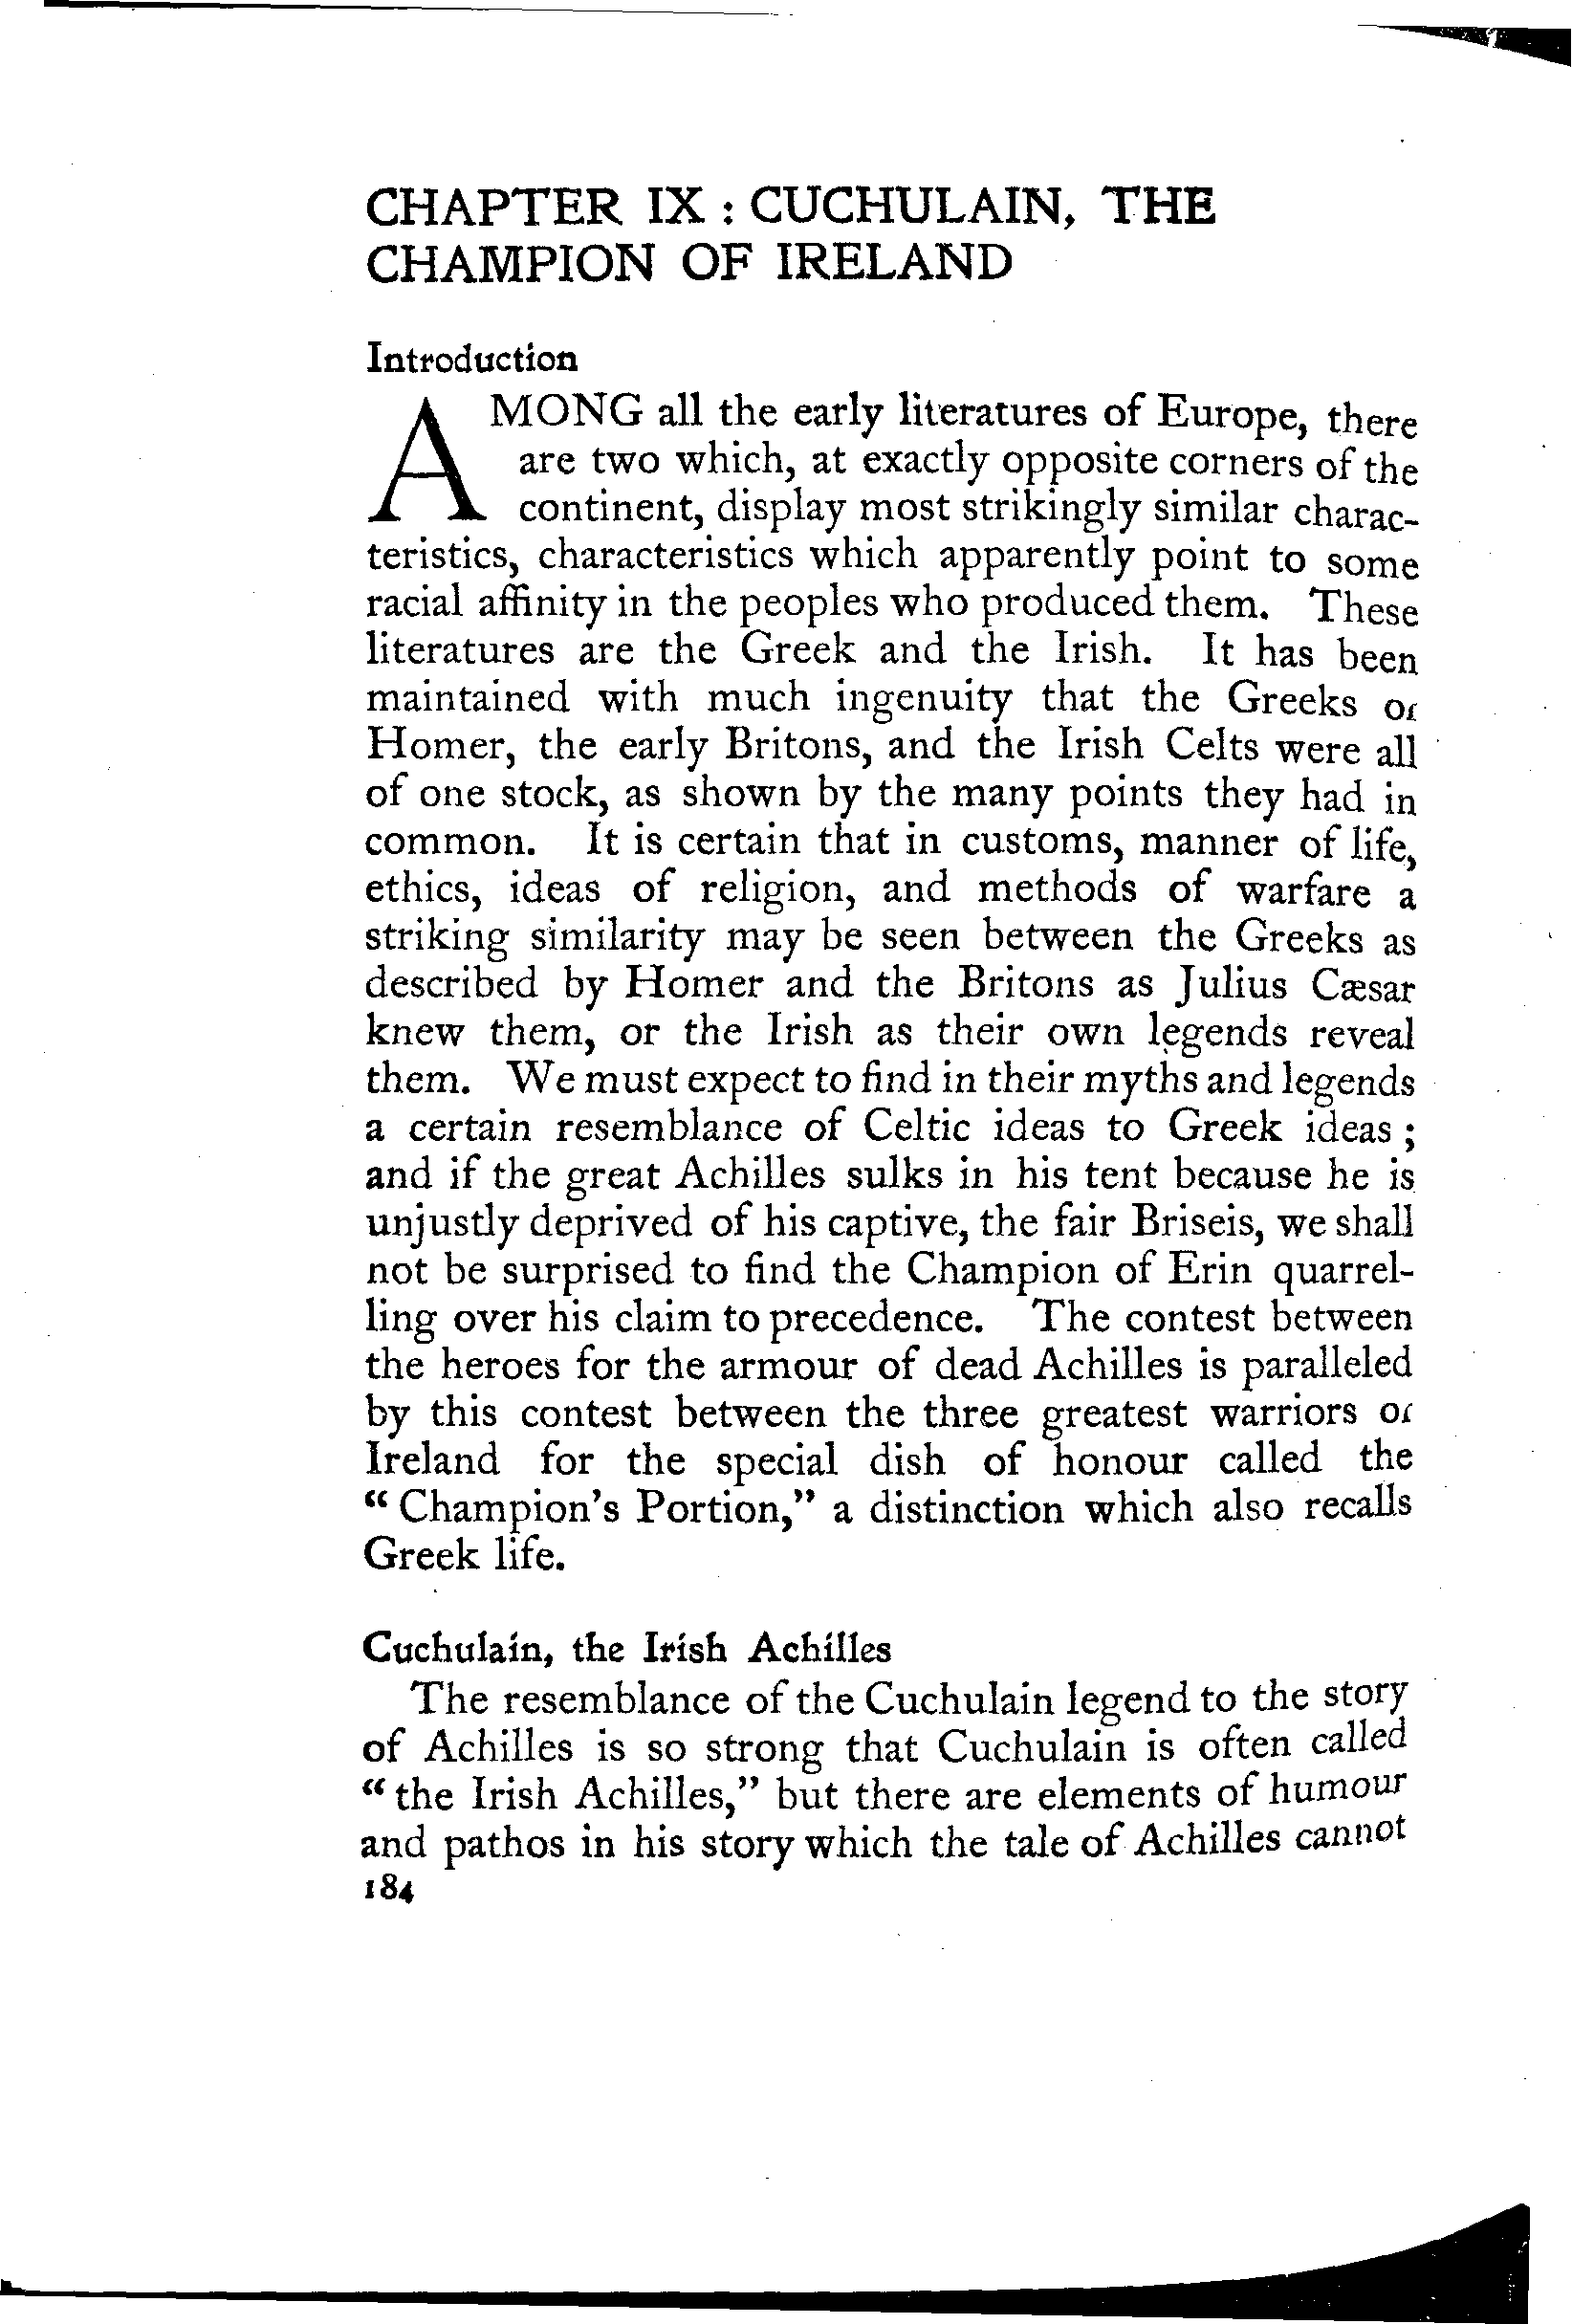 CHAPTER IX : CUCHULAIN, THE
CHAMPION OF IRELAND
Introduction
AMONG all the early literatures of Europe, there
are two which, at exactly opposite corners of the
continent, display most strikingly similar charac-
teristics, characteristics which apparently point to some
racial affinity in the peoples who produced them. These
literatures are the Greek and the Irish. It has been
maintained with much ingenuity that the Greeks of
Homer, the early Britons, and the Irish Celts were all
of one stock, as shown by the many points they had in
common. It is certain that in customs, manner of life,
ethics, ideas of religion, and methods of warfare a
striking similarity may be seen between the Greeks as
described by Homer and the Britons as Julius Cæsar
knew them, or the Irish as their own legends reveal
them. We must expect to find in their myths and legends
a certain resemblance of Celtic ideas to Greek ideas ;
and if the great Achilles sulks in his tent because he is
unjustly deprived of his captive, the fair Briseis, we shall
not be surprised to find the Champion of Erin quarrel-
ling over his claim to precedence. The contest between
the heroes for the armour of dead Achilles is paralleled
by this contest between the three greatest warriors of
Ireland for the special dish of honour called the
“ Champion’s Portion,” a distinction which also recalls
Greek life.
Cuchulain, the Irish Achilles
The resemblance of the Cuchulain legend to the story
of Achilles is so strong that Cuchulain is often called
“ the Irish Achilles,” but there are elements of humour
and pathos in his story which the tale of Achilles cannot
184